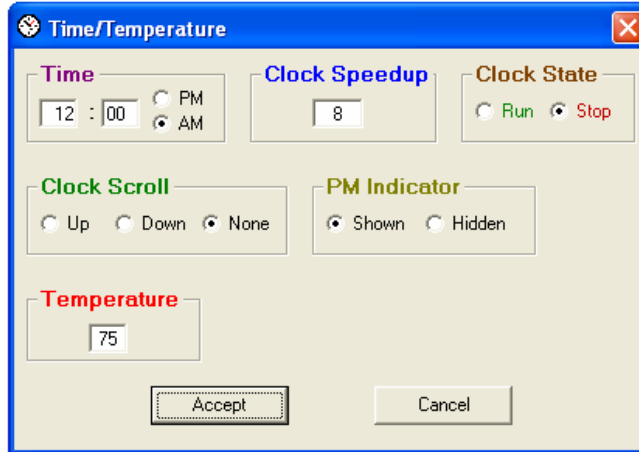 Time/Temperature
Time Clock Speedup Clock State
12 : 00 PM AM 8 Run Stop
Clock Scroll PM Indicator
Up Down None Shown Hidden
Temperature
75
Accept Cancel